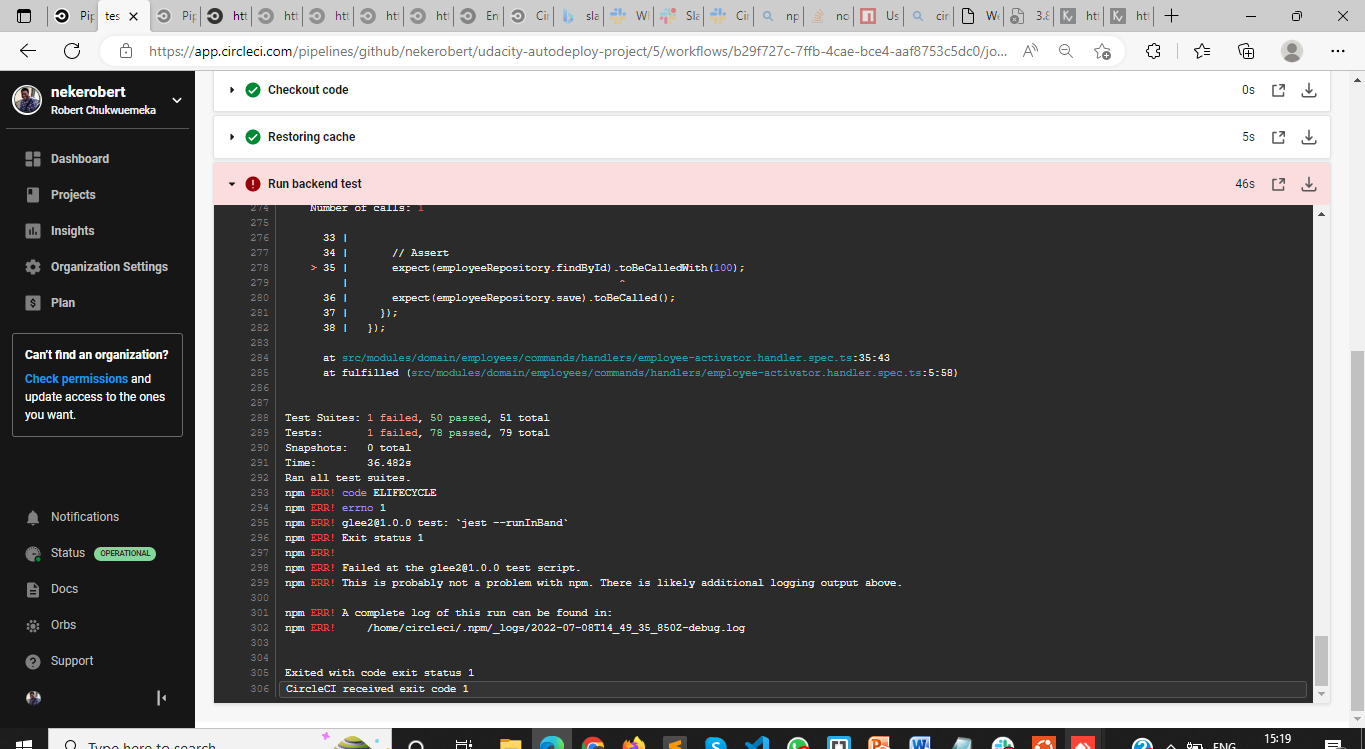 Pip
tes
Pip
htt
htt
htt
htt
htt
En
Cir
sla
Wh
Sla
Cir
np
no
Us
cir
We
3.8
htt
htt
https://app.circleci.com/pipelines/github/nekerobert/udacity-autodeploy-project/5/workflows/b29f727c-7ffb-4cae-bce4-aaf8753c5dc0/jo...
nekerobert
Robert Chukwuemeka
Dashboard
Projects
Insights
Organization Settings
Plan
Can't find an organization?
Check permissions and
update access to the ones
you want.
Notifications
Status OPERATIONAL
Docs
Orbs
Support
Checkout code 0s
Restoring cache 5s
Run backend test 46s
274 Number of calls: 1
275
276 33 |
277 34 | // Assert
278 > 35 | expect(employeeRepository.findById).toBeCalledWith(100);
279 | ^
280 36 | expect(employeeRepository.save).toBeCalled();
281 37 | });
282 38 | });
283
284 at src/modules/domain/employees/commands/handlers/employee-activator.handler.spec.ts:35:43
285 at fulfilled (src/modules/domain/employees/commands/handlers/employee-activator.handler.spec.ts:5:58)
286
287
288 Test Suites: 1 failed, 50 passed, 51 total
289 Tests: 1 failed, 78 passed, 79 total
290 Snapshots: 0 total
291 Time: 36.482s
292 Ran all test suites.
293 npm ERR! code ELIFECYCLE
294 npm ERR! errno 1
295 npm ERR! glee2@1.0.0 test: `jest --runInBand`
296 npm ERR! Exit status 1
297 npm ERR!
298 npm ERR! Failed at the glee2@1.0.0 test script.
299 npm ERR! This is probably not a problem with npm. There is likely additional logging output above.
300
301 npm ERR! A complete log of this run can be found in:
302 npm ERR! /home/circleci/.npm/_logs/2022-07-08T14_49_35_850Z-debug.log
303
304
305 Exited with code exit status 1
306 CircleCI received exit code 1
Type here to search
ENG
15:19